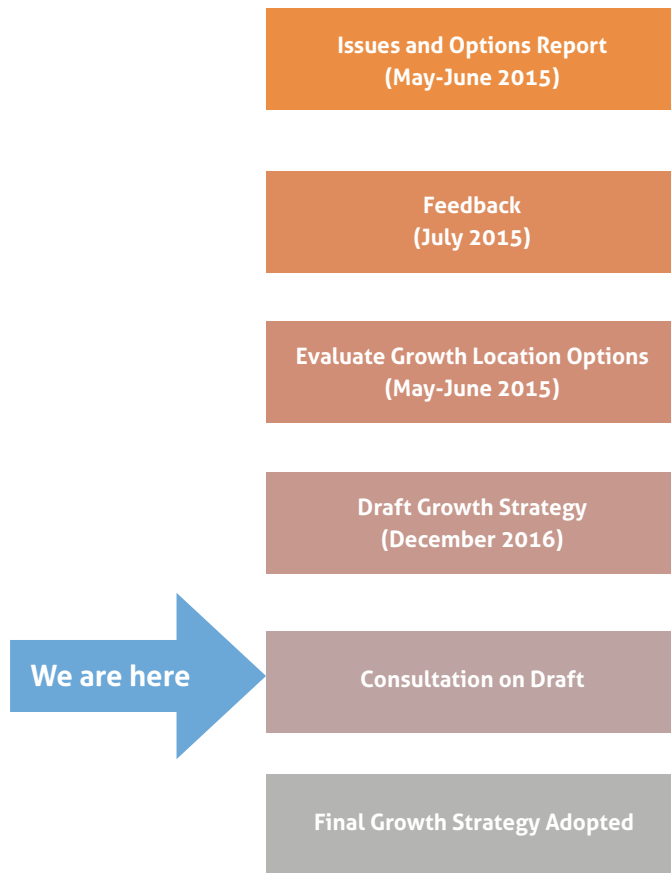 Issues and Options Report
(May-June 2015)
Feedback
(July 2015)
Evaluate Growth Location Options
(May-June 2015)
Draft Growth Strategy
(December 2016)
We are here
Consultation on Draft
Final Growth Strategy Adopted